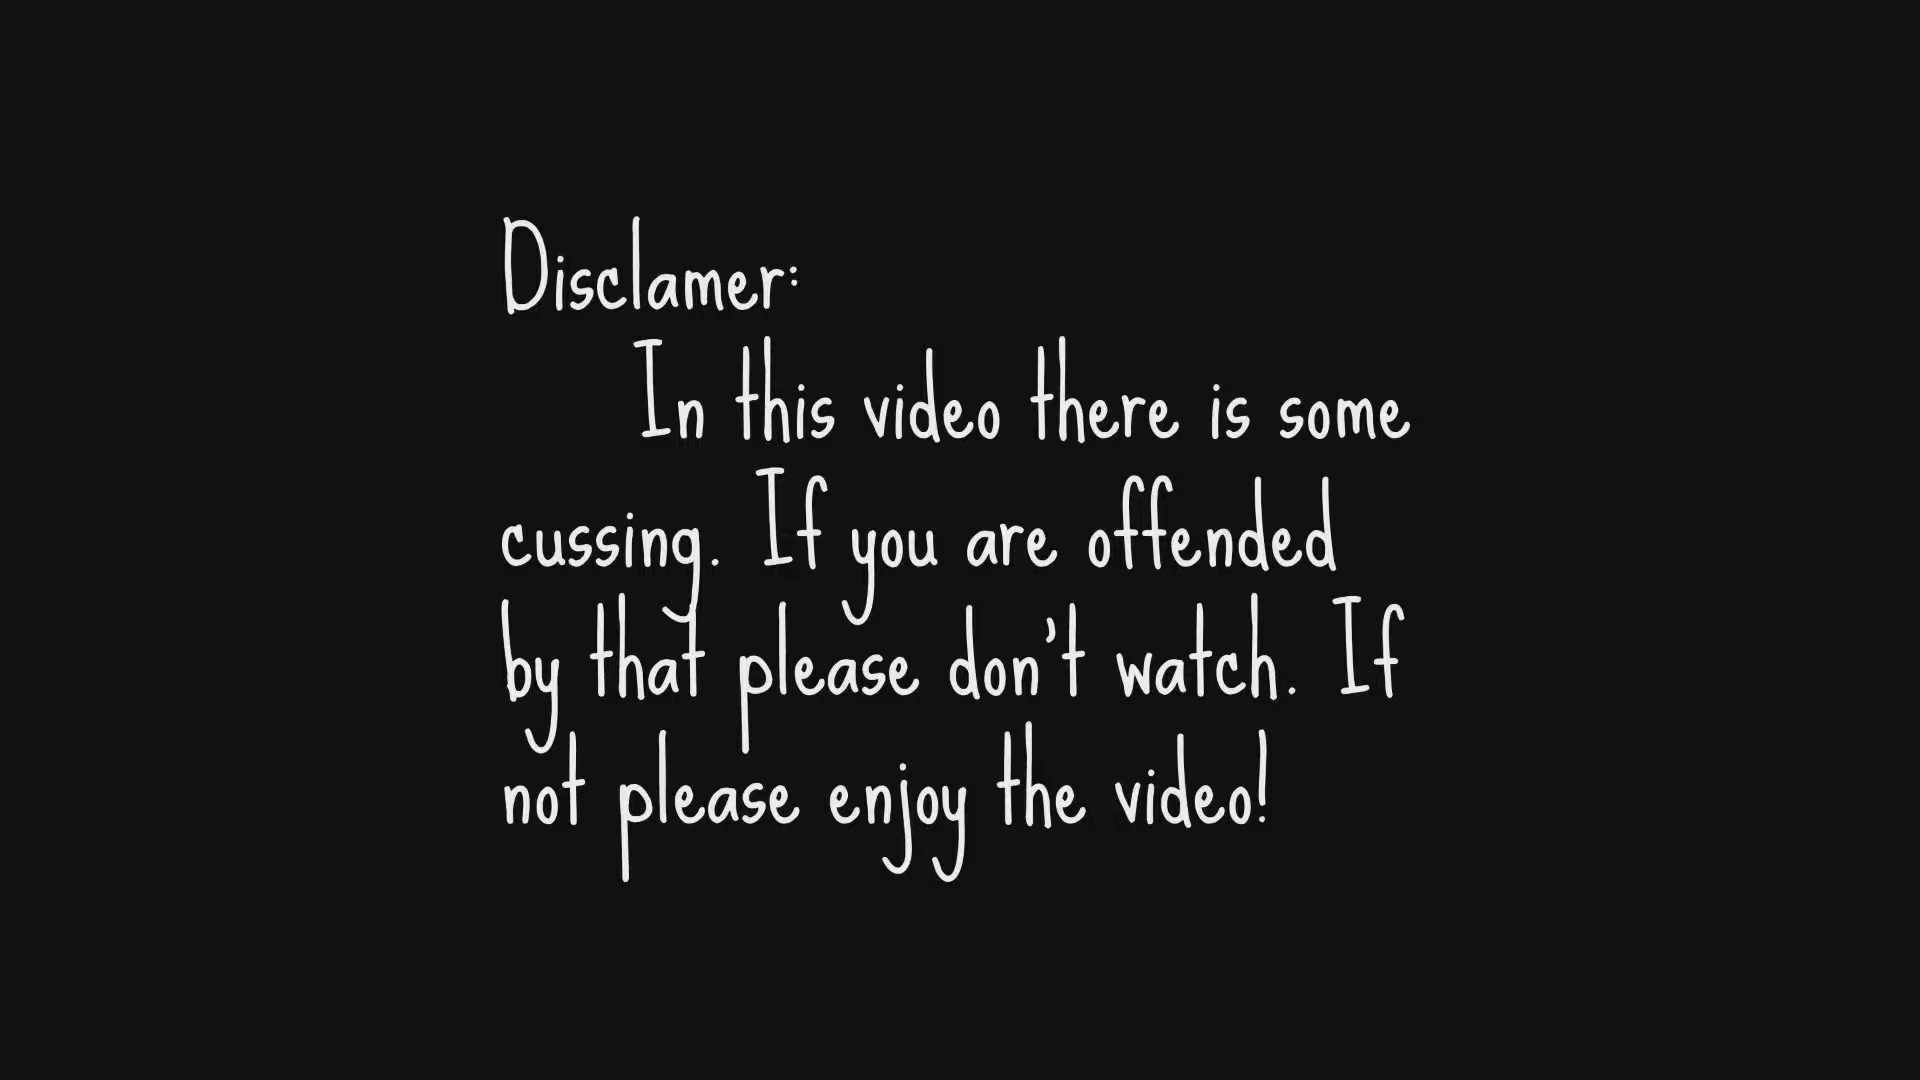 Disclamer:
In this video there is some
cussing. If you are offended
by that please don't watch. If
not please enjoy the video!